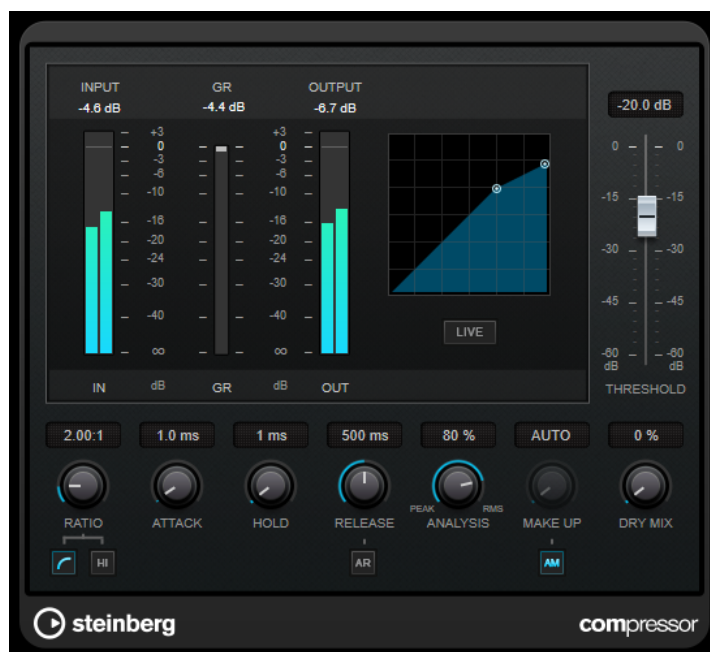 INPUT GR OUTPUT
-4.6 dB -4.4 dB -6.7 dB
-20.0 dB
+3 +3
0 0
-3 -3
-6 -6
-10 -10
-16 -16
-20 -20
-24 -24
-30 -30
-40 -40
∞ ∞
IN dB GR dB OUT
LIVE
0 0
-15 -15
-30 -30
-45 -45
-60 -60
dB dB
THRESHOLD
2.00:1 1.0 ms 1 ms 500 ms 80 % AUTO 0 %
PEAK RMS
RATIO ATTACK HOLD RELEASE ANALYSIS MAKE UP DRY MIX
HI AR AM
steinberg compressor